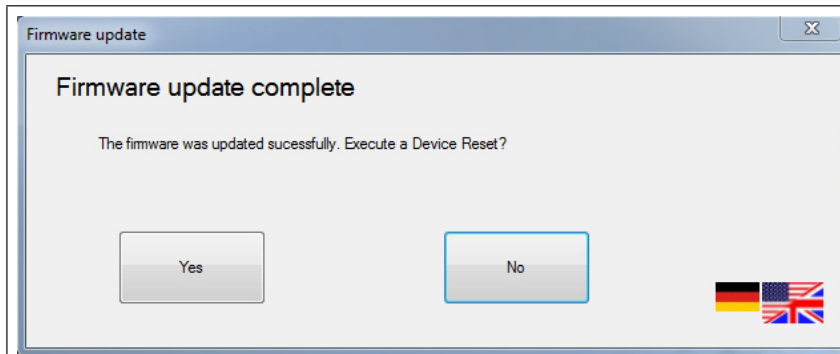 Firmware update
Firmware update complete
The firmware was updated sucessfully. Execute a Device Reset?
Yes
No